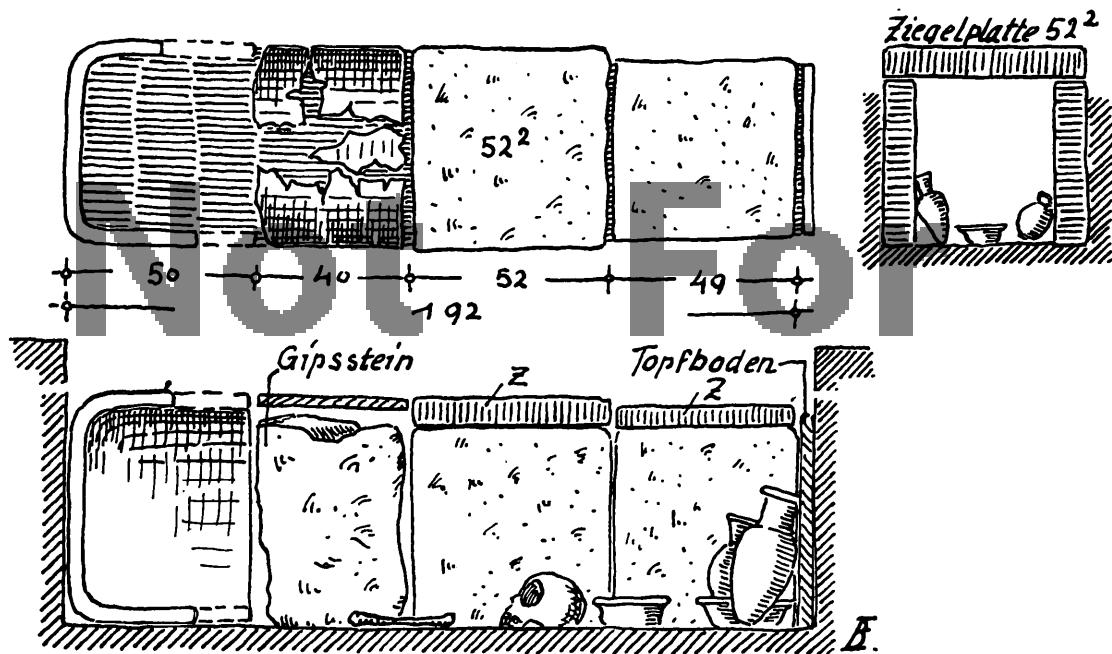 Ziegelplatte 52²
52²
50 40 52 49
192
Gipsstein
Z
Topfboden
Z
Not For